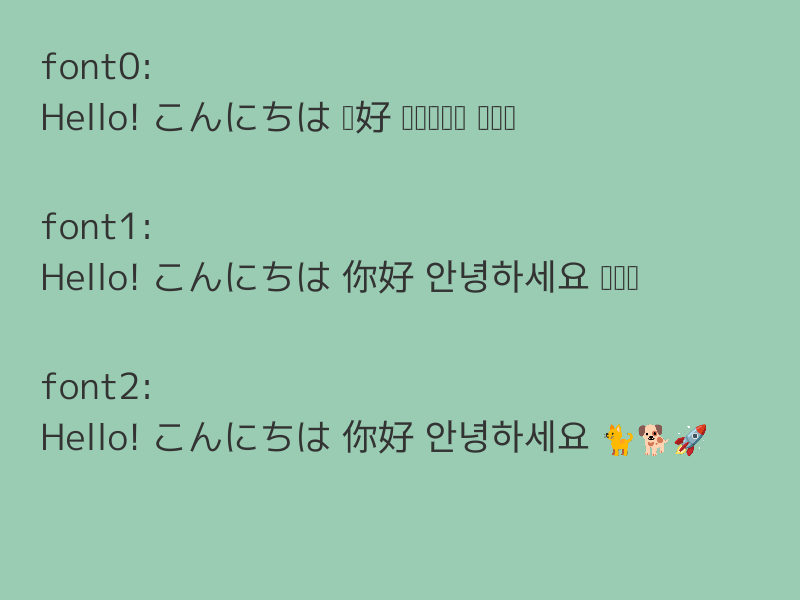 font0:
Hello! こんにちは 好
font1:
Hello! こんにちは 你好 안녕하세요
font2:
Hello! こんにちは 你好 안녕하세요 🐈🐕🚀